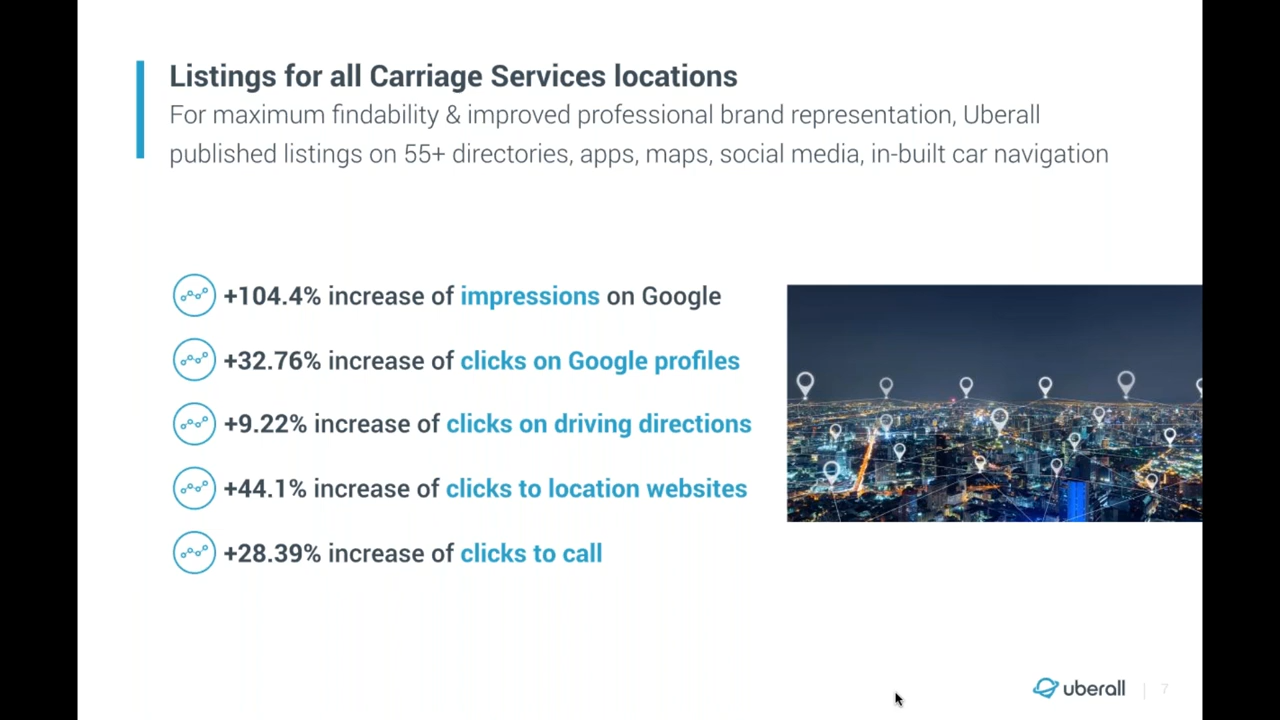 Listings for all Carriage Services locations
For maximum findability & improved professional brand representation, Uberall
published listings on 55+ directories, apps, maps, social media, in-built car navigation
+104.4% increase of impressions on Google
+32.76% increase of clicks on Google profiles
+9.22% increase of clicks on driving directions
+44.1% increase of clicks to location websites
+28.39% increase of clicks to call
uberall | 7